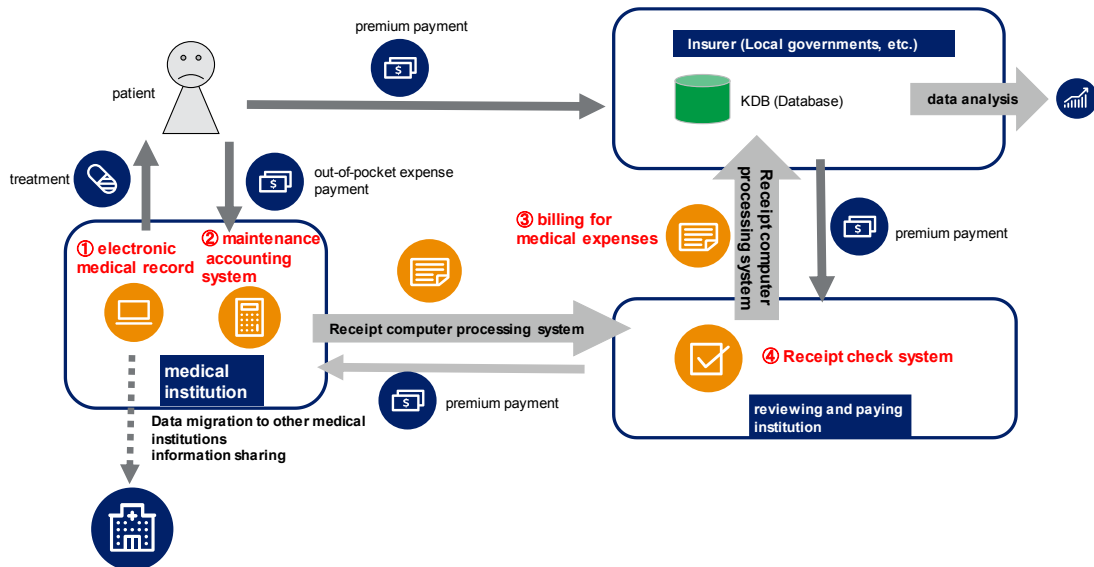 premium payment
Insurer (Local governments, etc.)
patient
KDB (Database)
data analysis
treatment
out-of-pocket expense
payment
Receipt computer
processing system
③ billing for
medical expenses
premium payment
① electronic
medical record
② maintenance
accounting
system
Receipt computer processing system
④ Receipt check system
medical
institution
premium payment
reviewing and paying
institution
Data migration to other medical
institutions
information sharing